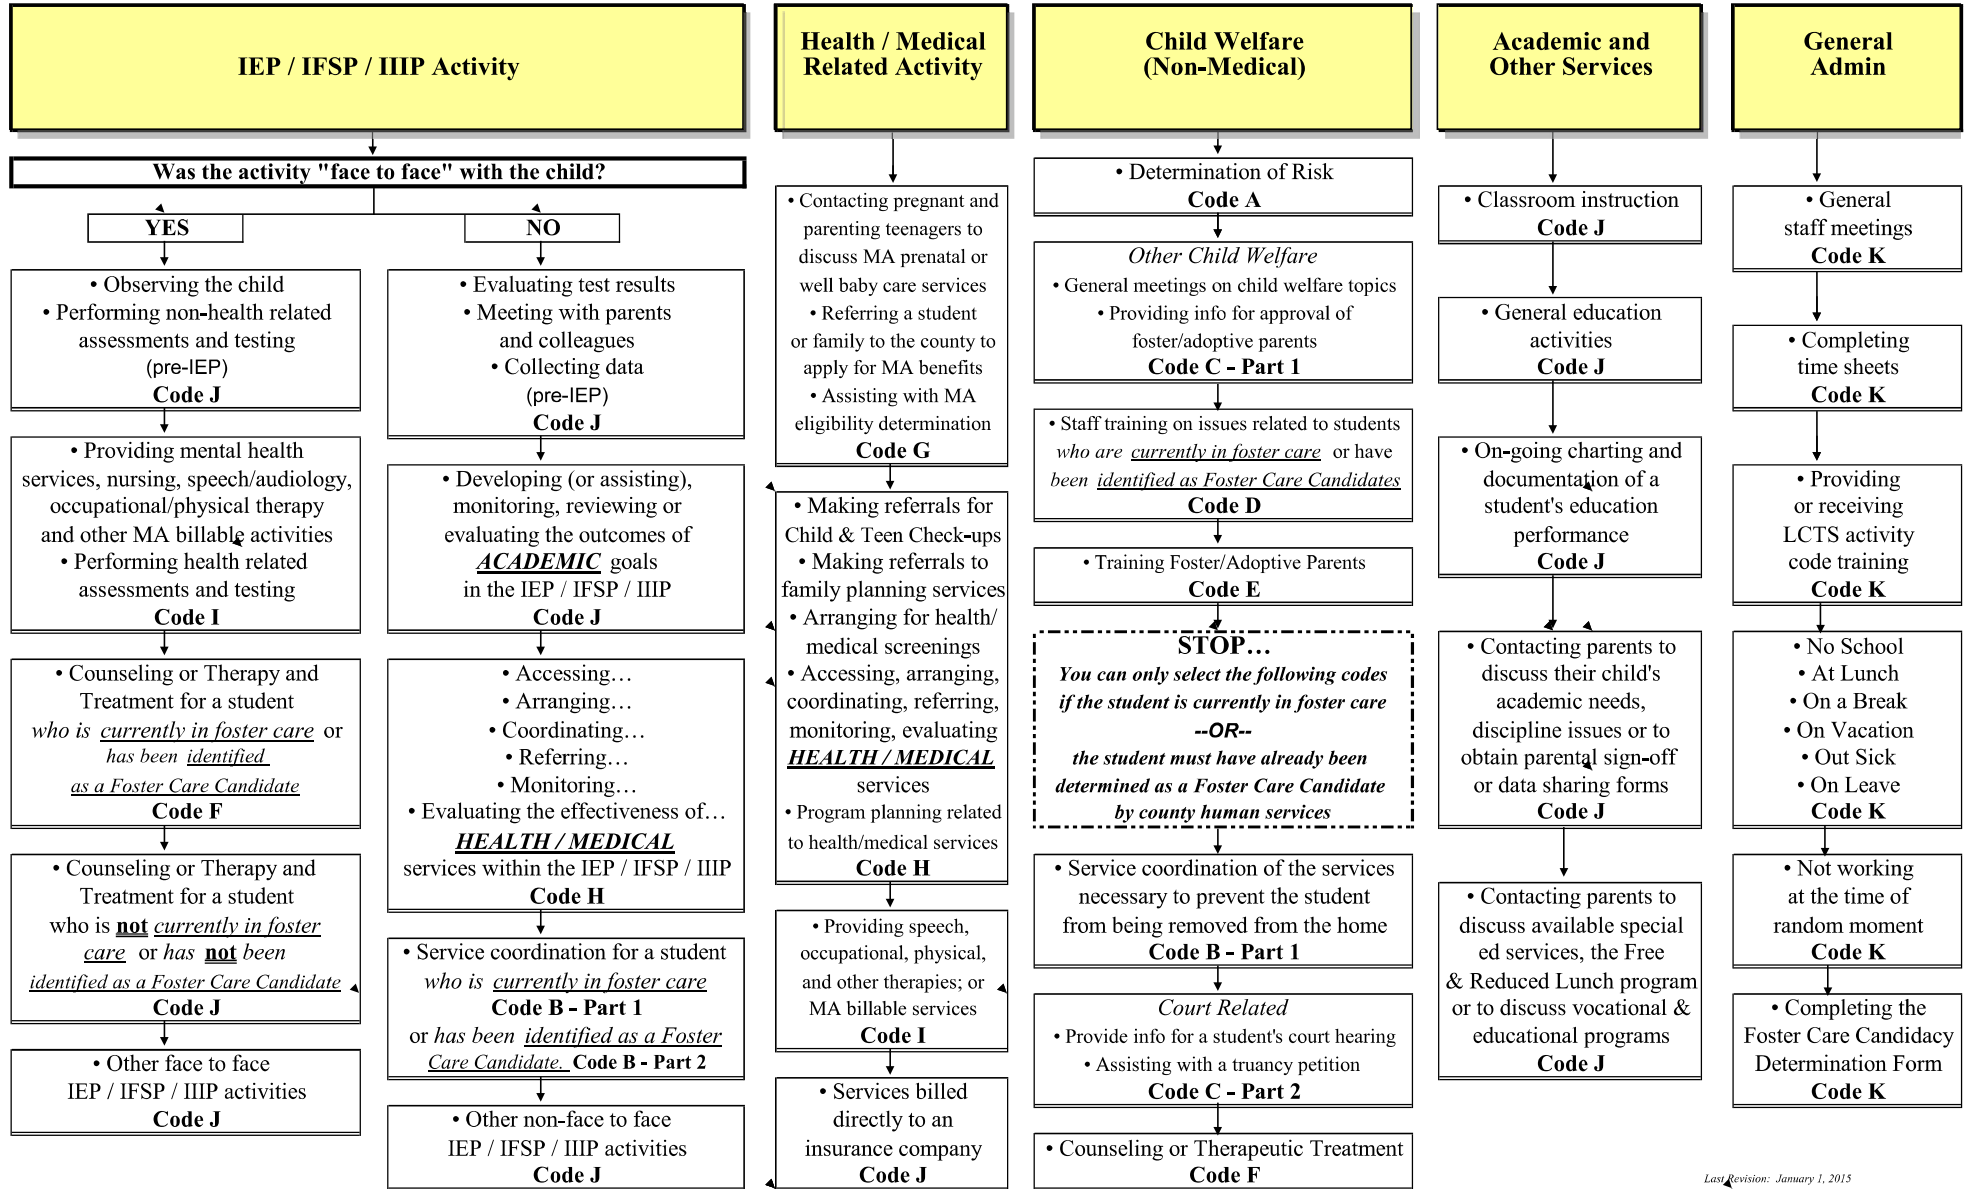 IEP / IFSP / IIIP Activity
Was the activity "face to face" with the child?
YES
• Observing the child
• Performing non-health related
assessments and testing
(pre-IEP)
Code J
• Providing mental health
services, nursing, speech/audiology,
occupational/physical therapy
and other MA billable activities
• Performing health related
assessments and testing
Code I
• Counseling or Therapy and
Treatment for a student
who is currently in foster care or
has been identified
as a Foster Care Candidate
Code F
• Counseling or Therapy and
Treatment for a student
who is not currently in foster
care or has not been
identified as a Foster Care Candidate
Code J
• Other face to face
IEP / IFSP / IIIP activities
Code J
NO
• Evaluating test results
• Meeting with parents
and colleagues
• Collecting data
(pre-IEP)
Code J
• Developing (or assisting),
monitoring, reviewing or
evaluating the outcomes of
ACADEMIC goals
in the IEP / IFSP / IIIP
Code J
• Accessing…
• Arranging…
• Coordinating…
• Referring…
• Monitoring…
• Evaluating the effectiveness of…
HEALTH / MEDICAL
services within the IEP / IFSP / IIIP
Code H
• Service coordination for a student
who is currently in foster care
Code B - Part 1
or has been identified as a Foster
Care Candidate. Code B - Part 2
• Other non-face to face
IEP / IFSP / IIIP activities
Code J
Health / Medical
Related Activity
• Contacting pregnant and
parenting teenagers to
discuss MA prenatal or
well baby care services
• Referring a student
or family to the county to
apply for MA benefits
• Assisting with MA
eligibility determination
Code G
• Making referrals for
Child & Teen Check-ups
• Making referrals to
family planning services
• Arranging for health/
medical screenings
• Accessing, arranging,
coordinating, referring,
monitoring, evaluating
HEALTH / MEDICAL
services
• Program planning related
to health/medical services
Code H
• Providing speech,
occupational, physical,
and other therapies; or
MA billable services
Code I
• Services billed
directly to an
insurance company
Code J
Child Welfare
(Non-Medical)
• Determination of Risk
Code A
Other Child Welfare
• General meetings on child welfare topics
• Providing info for approval of
foster/adoptive parents
Code C - Part 1
• Staff training on issues related to students
who are currently in foster care or have
been identified as Foster Care Candidates
Code D
• Training Foster/Adoptive Parents
Code E
STOP…
You can only select the following codes
if the student is currently in foster care
--OR--
the student must have already been
determined as a Foster Care Candidate
by county human services
• Service coordination of the services
necessary to prevent the student
from being removed from the home
Code B - Part 1
Court Related
• Provide info for a student's court hearing
• Assisting with a truancy petition
Code C - Part 2
• Counseling or Therapeutic Treatment
Code F
Academic and
Other Services
• Classroom instruction
Code J
• General education
activities
Code J
• On-going charting and
documentation of a
student's education
performance
Code J
• Contacting parents to
discuss their child's
academic needs,
discipline issues or to
obtain parental sign-off
or data sharing forms
Code J
• Contacting parents to
discuss available special
ed services, the Free
& Reduced Lunch program
or to discuss vocational &
educational programs
Code J
General
Admin
• General
staff meetings
Code K
• Completing
time sheets
Code K
• Providing
or receiving
LCTS activity
code training
Code K
• No School
• At Lunch
• On a Break
• On Vacation
• Out Sick
• On Leave
Code K
• Not working
at the time of
random moment
Code K
• Completing the
Foster Care Candidacy
Determination Form
Code K
Last Revision: January 1, 2015